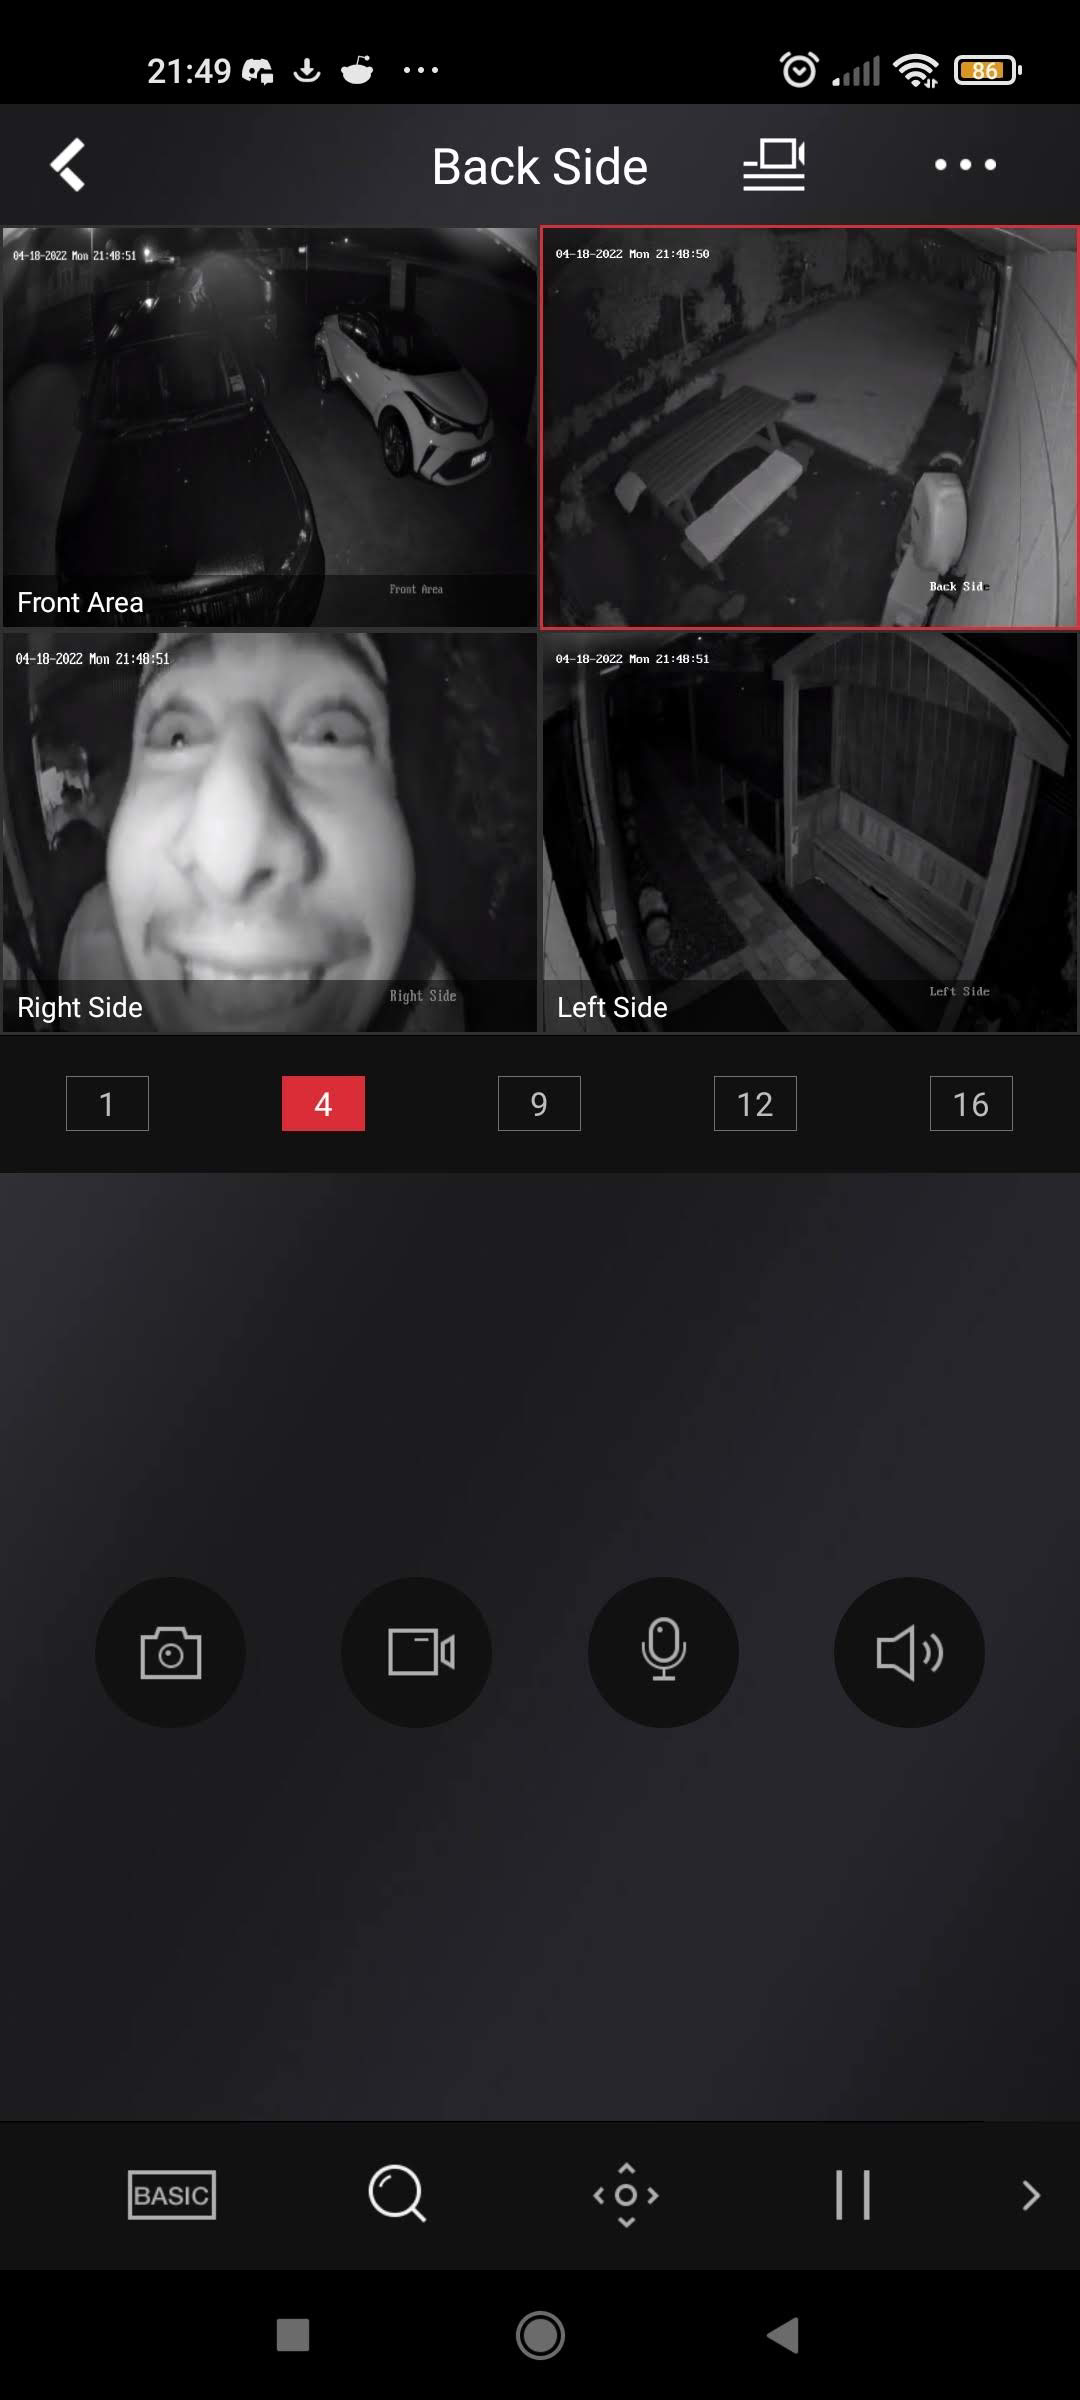 21:49
86
Back Side
04-18-2022 Mon 21:48:51
04-18-2022 Mon 21:48:50
Front Area
Front Area
Back Side
04-18-2022 Mon 21:48:51
04-18-2022 Mon 21:48:51
Right Side
Right Side
Left Side
Left Side
1
4
9
12
16
BASIC